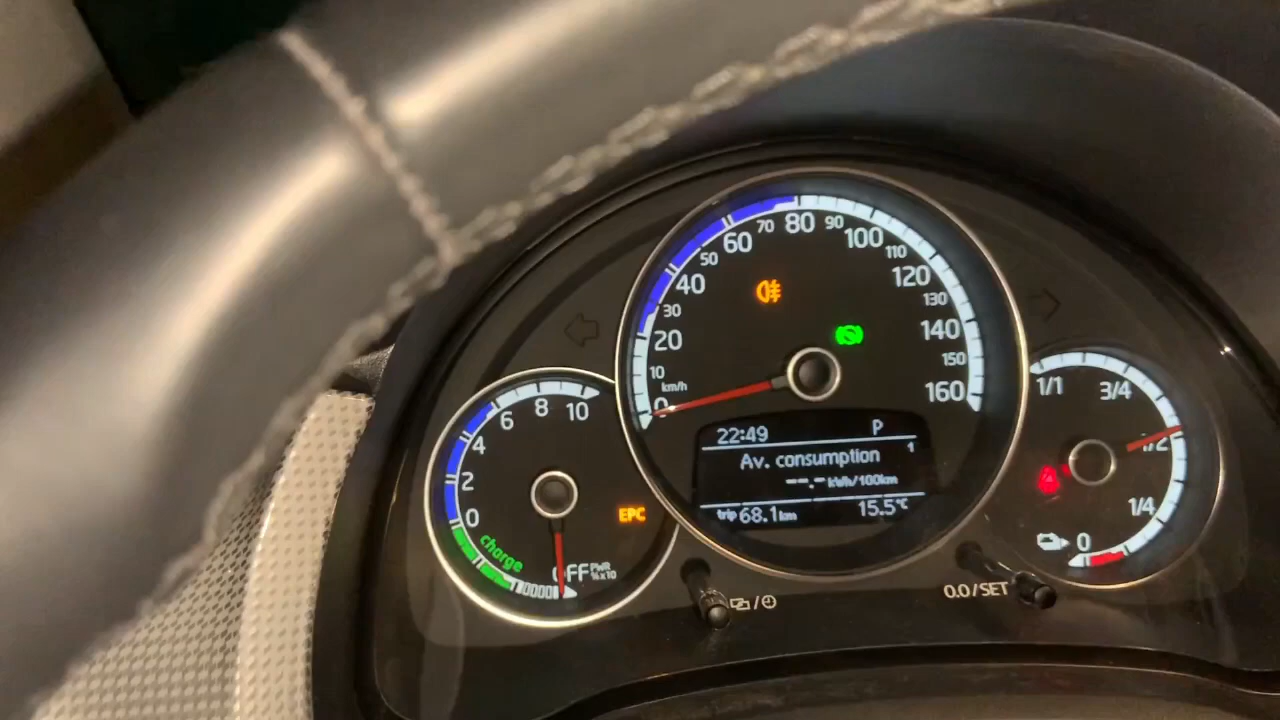 0
10
20
30
40
50
60
70
80
90
100
110
120
130
140
150
160
km/h
22:49 P
1
Av. consumption
--.- kWh/100km
trip 68.1 km 15.5°C
10
8
6
4
2
0
charge
OFF
PWR
%x10
EPC
1/1
3/4
1/2
1/4
0
/
0.0/SET